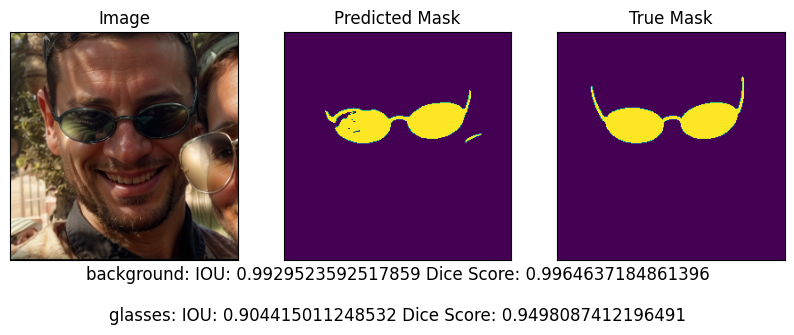 Image
Predicted Mask
True Mask
background: IOU: 0.9929523592517859 Dice Score: 0.9964637184861396
glasses: IOU: 0.904415011248532 Dice Score: 0.9498087412196491